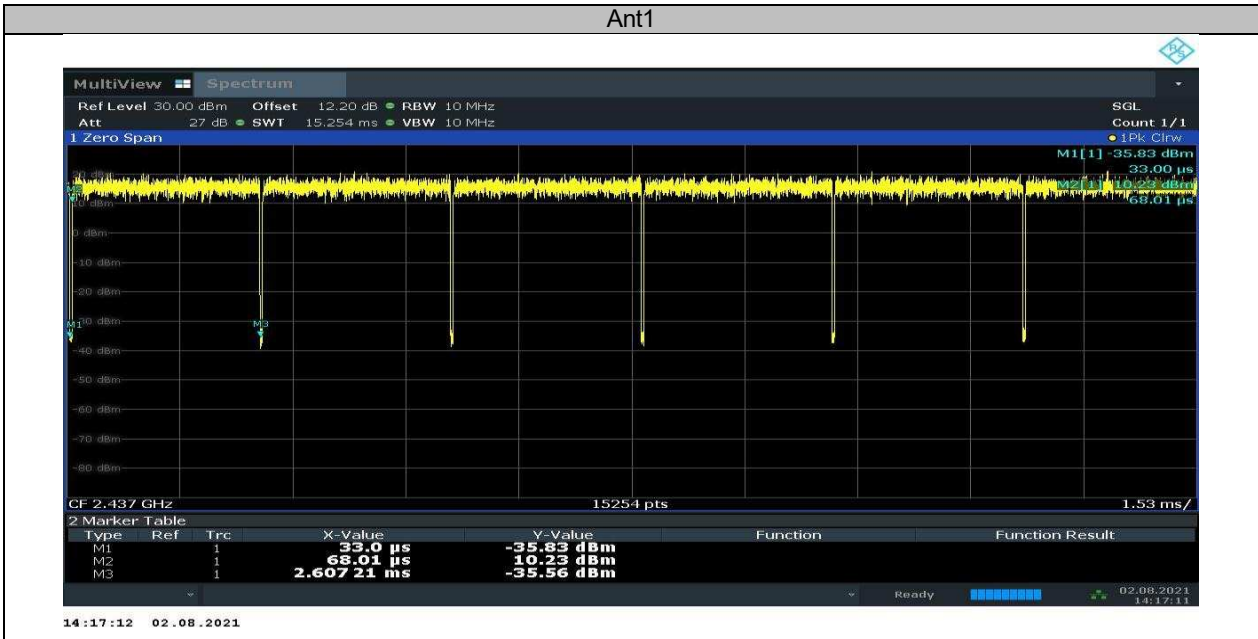 Ant1
R/S
MultiView Spectrum
Ref Level 30.00 dBm Offset 12.20 dB RBW 10 MHz SGL
Att 27 dB SWT 15.254 ms VBW 10 MHz Count 1/1
1 Zero Span 1Pk Clrw
M1[1] -35.83 dBm
33.00 µs
M2[1] 10.23 dBm
68.01 µs
M2
10 dBm
0 dBm
-10 dBm
-20 dBm
M1 M3
-40 dBm
-50 dBm
-60 dBm
-70 dBm
-80 dBm
CF 2.437 GHz 15254 pts 1.53 ms/
2 Marker Table
Type Ref Trc X-Value Y-Value Function Function Result
M1 1 33.0 µs -35.83 dBm
M2 1 68.01 µs 10.23 dBm
M3 1 2.607 21 ms -35.56 dBm
Ready 02.08.2021
14:17:11
14:17:12 02.08.2021